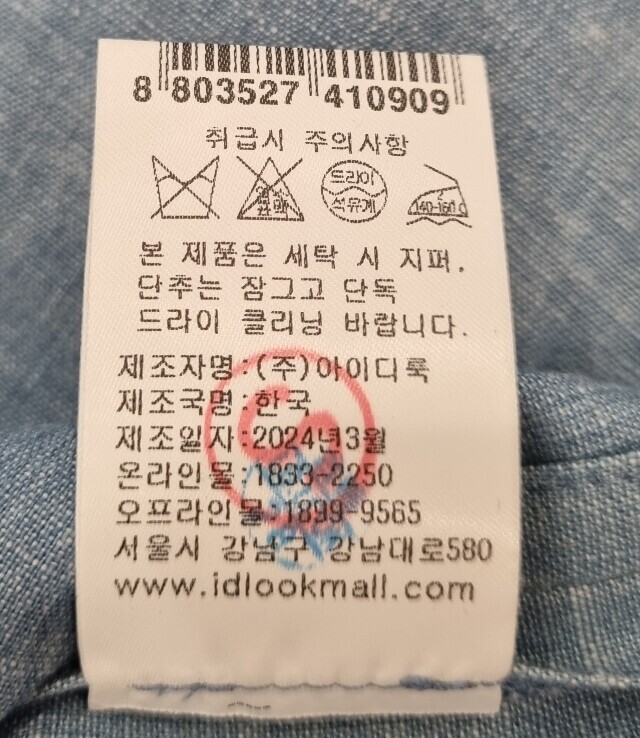 8 803527 410909
취급시 주의사항
드라이
석유계
140-160℃
본 제품은 세탁 시 지퍼.
단추는 잠그고 단독
드라이 클리닝 바랍니다.
제조자명:(주)아이디룩
제조국명:한국
제조일자:2024년3월
온라인몰:1833-2250
오프라인몰:1899-9565
서울시 강남구 강남대로580
www.idlookmall.com